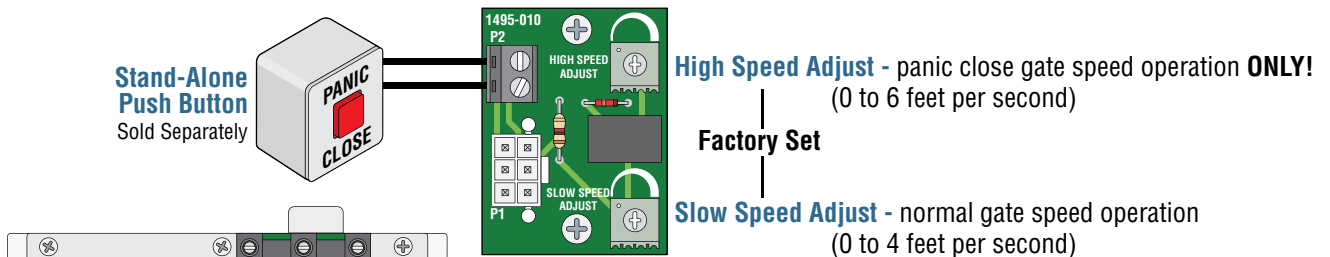 Stand-Alone
Push Button
Sold Separately
PANIC
CLOSE
1495-010
P2
HIGH SPEED
ADJUST
SLOW SPEED
ADJUST
P1
High Speed Adjust - panic close gate speed operation ONLY!
(0 to 6 feet per second)
Factory Set
Slow Speed Adjust - normal gate speed operation
(0 to 4 feet per second)